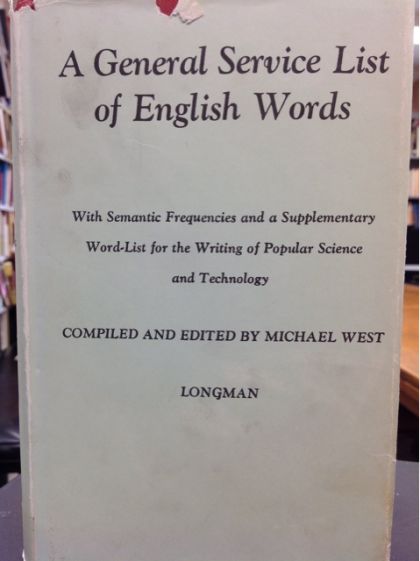 A General Service List
of English Words
With Semantic Frequencies and a Supplementary
Word-List for the Writing of Popular Science
and Technology
COMPILED AND EDITED BY MICHAEL WEST
LONGMAN